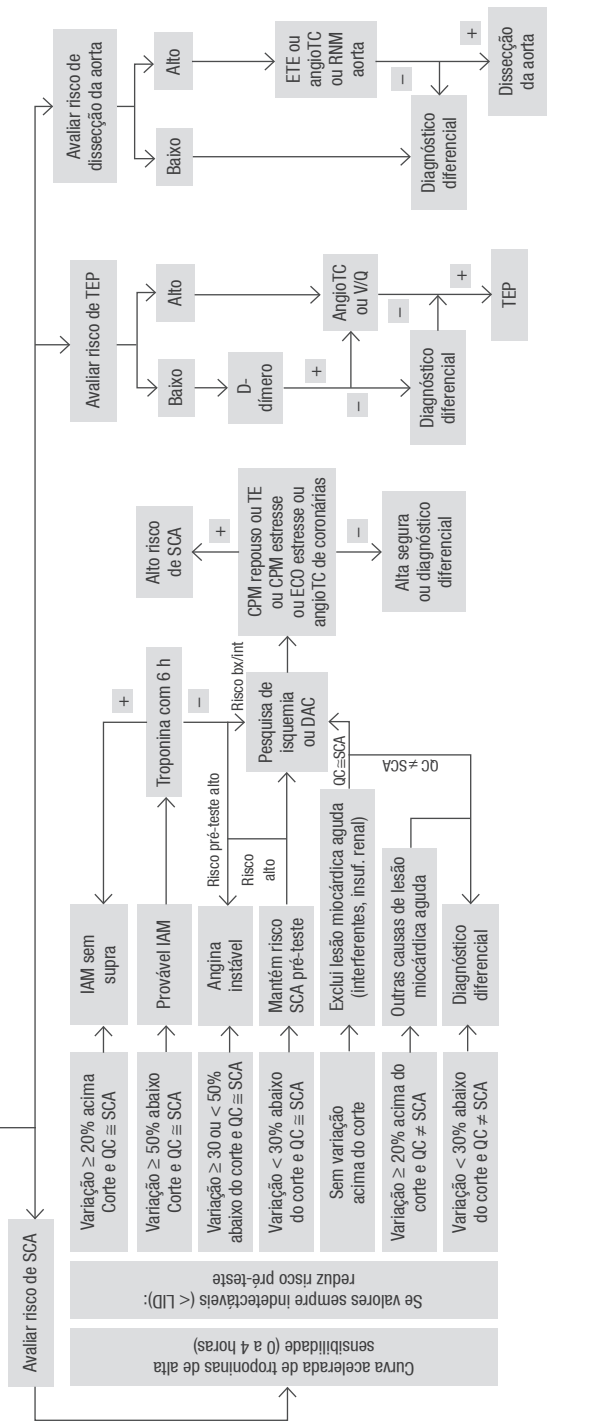 Avaliar risco de SCA
Curva acelerada de troponinas de alta
sensibilidade (0 a 4 horas)
Se valores sempre indetectáveis (< LID):
reduz risco pré-teste
Variação ≥ 20% acima
Corte e QC ≅ SCA
IAM sem
supra
Variação ≥ 50% abaixo
Corte e QC ≅ SCA
Provável IAM
Troponina com 6 h
+
–
Variação ≥ 30 ou < 50%
abaixo do corte e QC ≅ SCA
Angina
instável
Risco pré-teste alto
Risco bx/int
Risco
alto
Variação < 30% abaixo
do corte e QC ≅ SCA
Mantém risco
SCA pré-teste
Pesquisa de
isquemia
ou DAC
Sem variação
acima do corte
Exclui lesão miocárdica aguda
(interferentes, insuf. renal)
QC≅SCA
QC ≠ SCA
Variação ≥ 20% acima do
corte e QC ≠ SCA
Outras causas de lesão
miocárdica aguda
Variação < 30% abaixo
do corte e QC ≠ SCA
Diagnóstico
diferencial
Alto risco
de SCA
+
CPM repouso ou TE
ou CPM estresse
ou ECO estresse ou
angioTC de coronárias
–
Alta segura
ou diagnóstico
diferencial
Avaliar risco de TEP
Baixo
Alto
D-
dímero
+
–
AngioTC
ou V/Q
–
+
Diagnóstico
diferencial
TEP
Avaliar risco de
dissecção da aorta
Baixo
Alto
ETE ou
angioTC
ou RNM
aorta
–
+
Diagnóstico
diferencial
Dissecção
da aorta